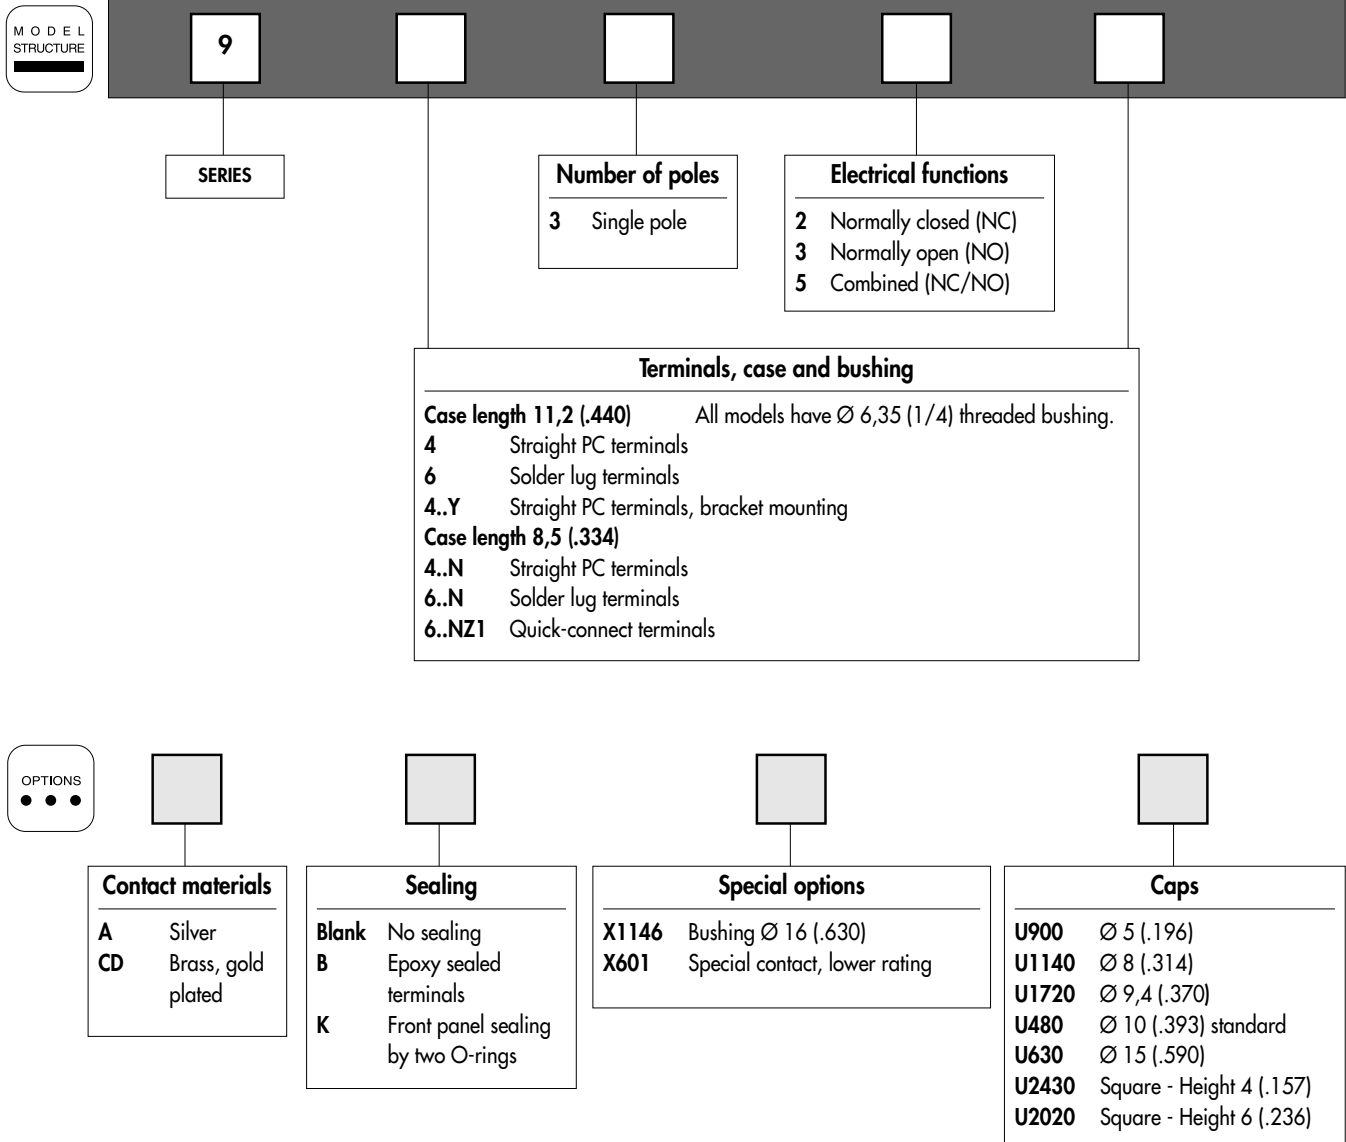 MODEL
STRUCTURE
9
SERIES
Number of poles
3 Single pole
Electrical functions
2 Normally closed (NC)
3 Normally open (NO)
5 Combined (NC/NO)
Terminals, case and bushing
Case length 11,2 (.440) All models have Ø 6,35 (1/4) threaded bushing.
4 Straight PC terminals
6 Solder lug terminals
4..Y Straight PC terminals, bracket mounting
Case length 8,5 (.334)
4..N Straight PC terminals
6..N Solder lug terminals
6..NZ1 Quick-connect terminals
OPTIONS
Contact materials
A Silver
CD Brass, gold
plated
Sealing
Blank No sealing
B Epoxy sealed
terminals
K Front panel sealing
by two O-rings
Special options
X1146 Bushing Ø 16 (.630)
X601 Special contact, lower rating
Caps
U900 Ø 5 (.196)
U1140 Ø 8 (.314)
U1720 Ø 9,4 (.370)
U480 Ø 10 (.393) standard
U630 Ø 15 (.590)
U2430 Square - Height 4 (.157)
U2020 Square - Height 6 (.236)